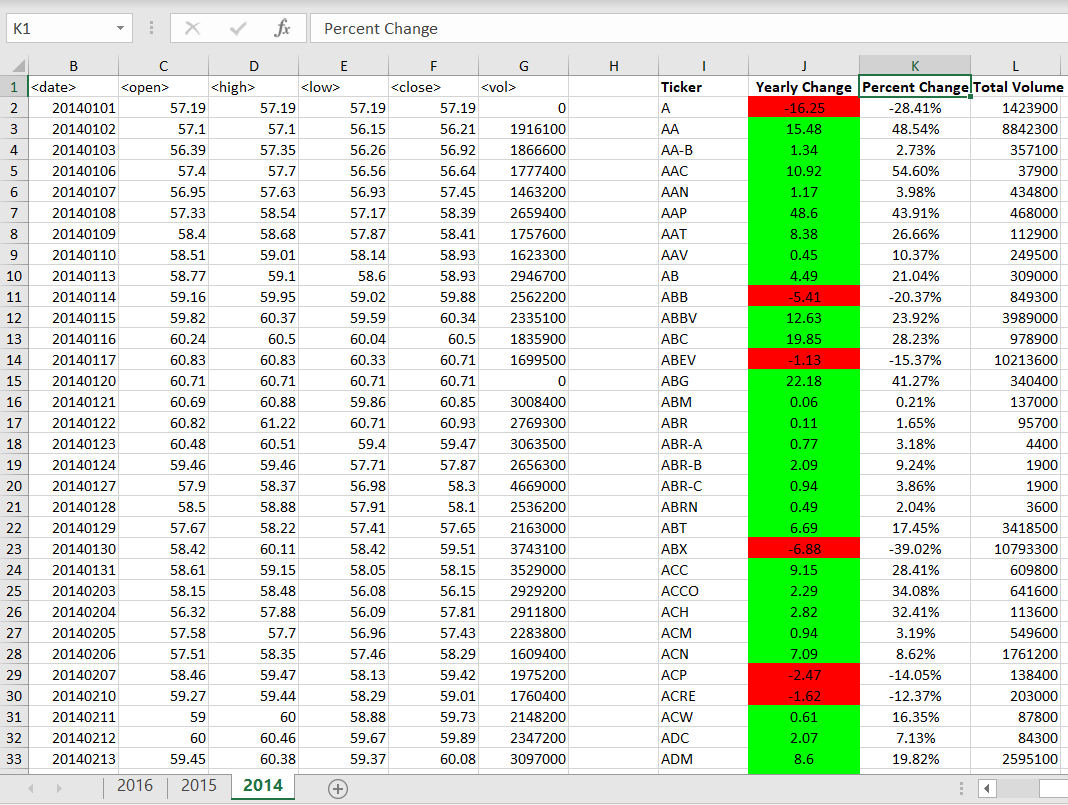 K1 fx Percent Change
B C D E F G H I J K L
1 <date> <open> <high> <low> <close> <vol> Ticker Yearly Change Percent Change Total Volume
2 20140101 57.19 57.19 57.19 57.19 0 A -16.25 -28.41% 1423900
3 20140102 57.1 57.1 56.15 56.21 1916100 AA 15.48 48.54% 8842300
4 20140103 56.39 57.35 56.26 56.92 1866600 AA-B 1.34 2.73% 357100
5 20140106 57.4 57.7 56.56 56.64 1777400 AAC 10.92 54.60% 37900
6 20140107 56.95 57.63 56.93 57.45 1463200 AAN 1.17 3.98% 434800
7 20140108 57.33 58.54 57.17 58.39 2659400 AAP 48.6 43.91% 468000
8 20140109 58.4 58.68 57.87 58.41 1757600 AAT 8.38 26.66% 112900
9 20140110 58.51 59.01 58.14 58.93 1623300 AAV 0.45 10.37% 249500
10 20140113 58.77 59.1 58.6 58.93 2946700 AB 4.49 21.04% 309000
11 20140114 59.16 59.95 59.02 59.88 2562200 ABB -5.41 -20.37% 849300
12 20140115 59.82 60.37 59.59 60.34 2335100 ABBV 12.63 23.92% 3989000
13 20140116 60.24 60.5 60.04 60.5 1835900 ABC 19.85 28.23% 978900
14 20140117 60.83 60.83 60.33 60.71 1699500 ABEV -1.13 -15.37% 10213600
15 20140120 60.71 60.71 60.71 60.71 0 ABG 22.18 41.27% 340400
16 20140121 60.69 60.88 59.86 60.85 3008400 ABM 0.06 0.21% 137000
17 20140122 60.82 61.22 60.71 60.93 2769300 ABR 0.11 1.65% 95700
18 20140123 60.48 60.51 59.4 59.47 3063500 ABR-A 0.77 3.18% 4400
19 20140124 59.46 59.46 57.71 57.87 2656300 ABR-B 2.09 9.24% 1900
20 20140127 57.9 58.37 56.98 58.3 4669000 ABR-C 0.94 3.86% 1900
21 20140128 58.5 58.88 57.91 58.1 2536200 ABRN 0.49 2.04% 3600
22 20140129 57.67 58.22 57.41 57.65 2163000 ABT 6.69 17.45% 3418500
23 20140130 58.42 60.11 58.42 59.51 3743100 ABX -6.88 -39.02% 10793300
24 20140131 58.61 59.15 58.05 58.15 3529000 ACC 9.15 28.41% 609800
25 20140203 58.15 58.48 56.08 56.15 2929200 ACCO 2.29 34.08% 641600
26 20140204 56.32 57.88 56.09 57.81 2911800 ACH 2.82 32.41% 113600
27 20140205 57.58 57.7 56.96 57.43 2283800 ACM 0.94 3.19% 549600
28 20140206 57.51 58.35 57.46 58.29 1609400 ACN 7.09 8.62% 1761200
29 20140207 58.46 59.47 58.13 59.42 1975200 ACP -2.47 -14.05% 138400
30 20140210 59.27 59.44 58.29 59.01 1760400 ACRE -1.62 -12.37% 203000
31 20140211 59 60 58.88 59.73 2148200 ACW 0.61 16.35% 87800
32 20140212 60 60.46 59.67 59.89 2347200 ADC 2.07 7.13% 84300
33 20140213 59.45 60.38 59.37 60.08 3097000 ADM 8.6 19.82% 2595100
2016 2015 2014